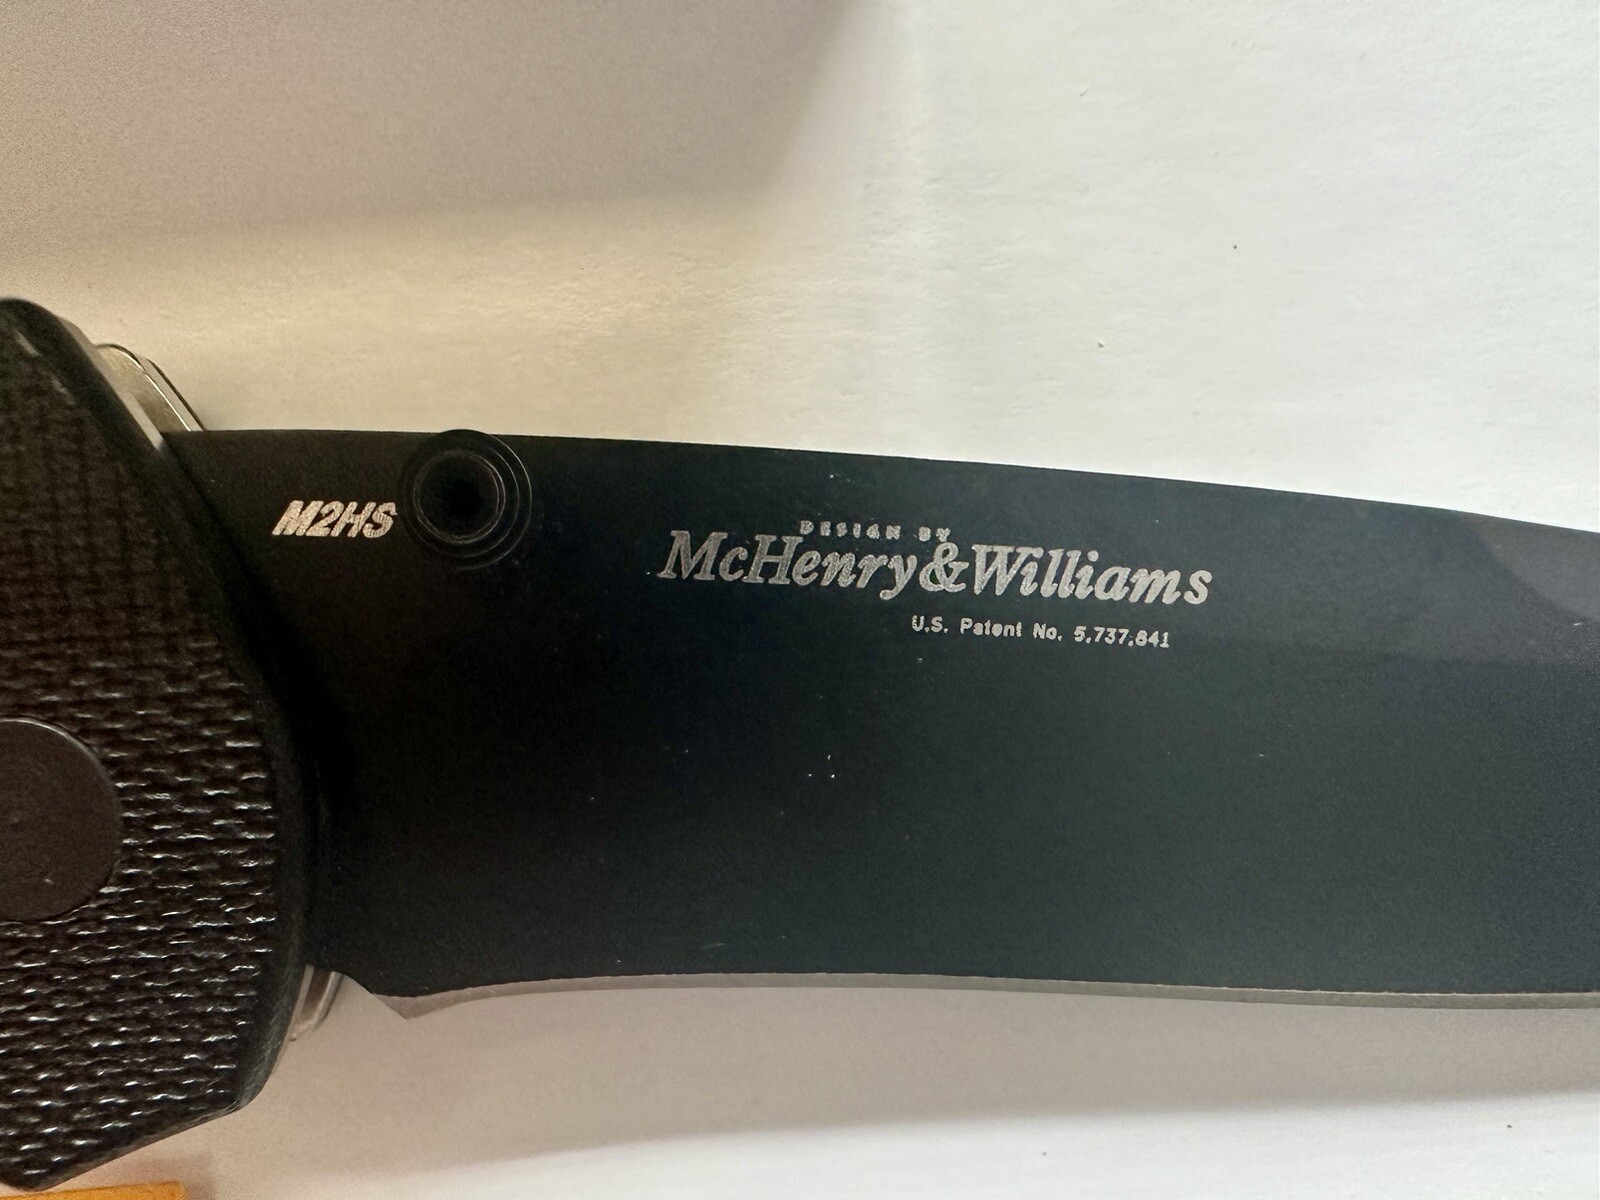 M2HS
DESIGN BY
McHenry&Williams
U.S. Patent No. 5,737,841